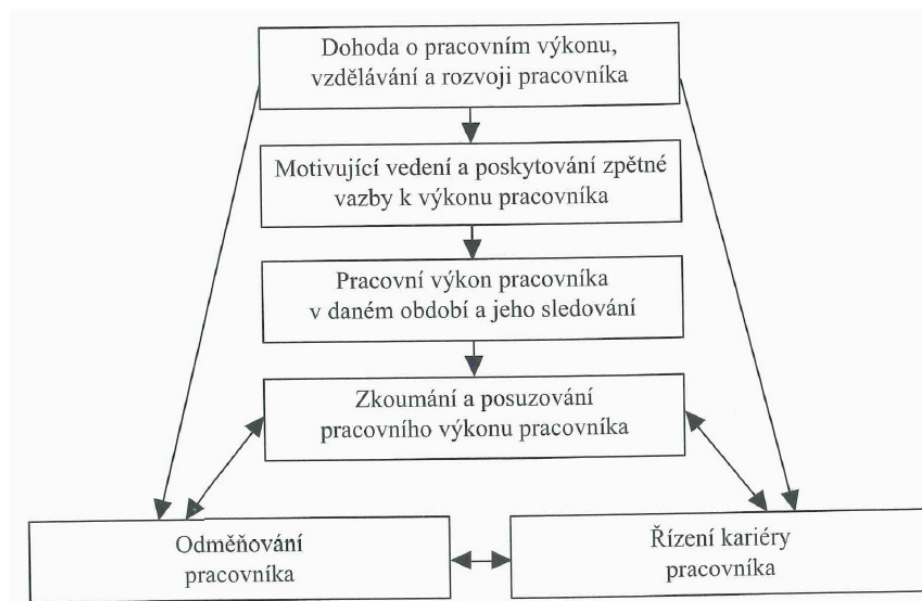 Dohoda o pracovním výkonu,
vzdělávání a rozvoji pracovníka
Motivující vedení a poskytování zpětné
vazby k výkonu pracovníka
Pracovní výkon pracovníka
v daném období a jeho sledování
Zkoumání a posuzování
pracovního výkonu pracovníka
Odměňování
pracovníka
Řízení kariéry
pracovníka